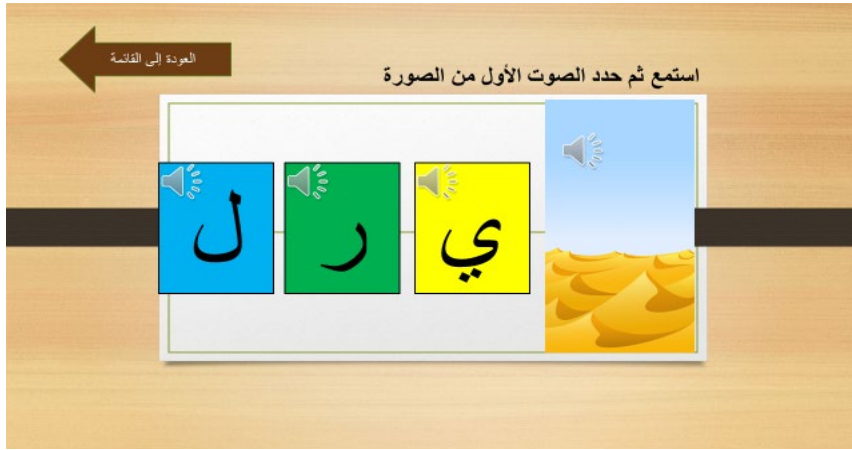 العودة إلى القائمة
استمع ثم حدد الصوت الأول من الصورة
ي
ر
ل